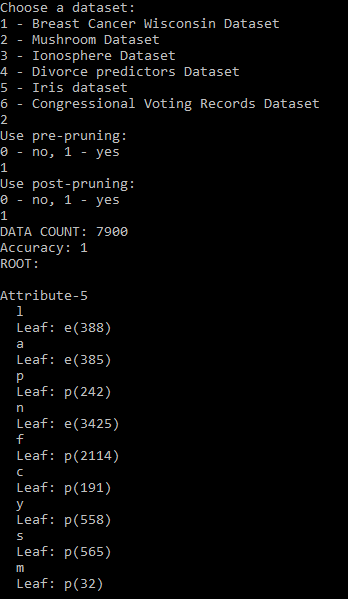 Choose a dataset:
1 - Breast Cancer Wisconsin Dataset
2 - Mushroom Dataset
3 - Ionosphere Dataset
4 - Divorce predictors Dataset
5 - Iris dataset
6 - Congressional Voting Records Dataset
2
Use pre-pruning:
0 - no, 1 - yes
1
Use post-pruning:
0 - no, 1 - yes
1
DATA COUNT: 7900
Accuracy: 1
ROOT:
Attribute-5
l
Leaf: e(388)
a
Leaf: e(385)
p
Leaf: p(242)
n
Leaf: e(3425)
f
Leaf: p(2114)
c
Leaf: p(191)
y
Leaf: p(558)
s
Leaf: p(565)
m
Leaf: p(32)